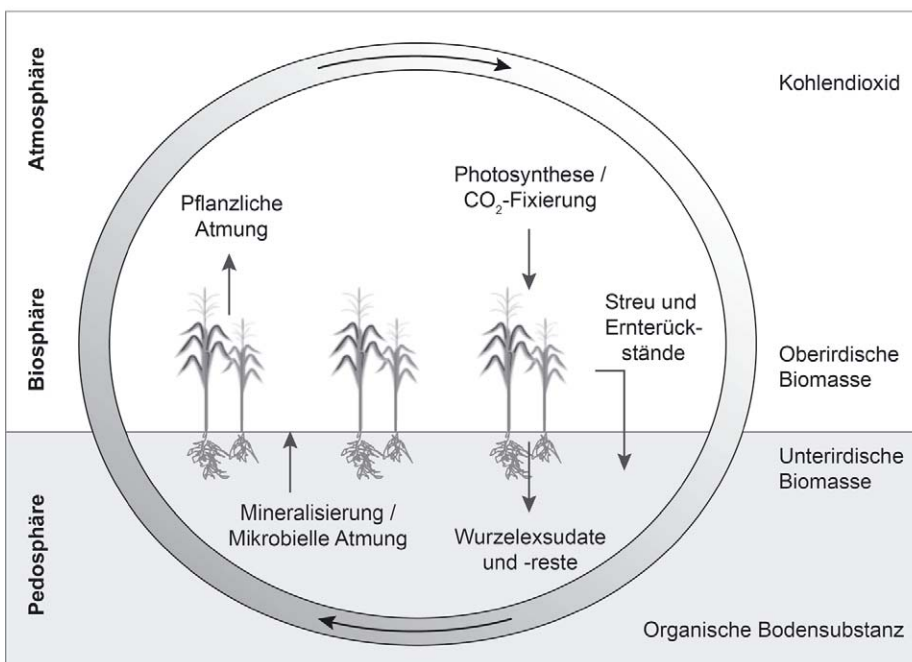 Atmosphäre
Kohlendioxid
Photosynthese /
CO₂-Fixierung
Pflanzliche
Atmung
Biosphäre
Streu und
Ernterück-
stände
Oberirdische
Biomasse
Unterirdische
Biomasse
Pedosphäre
Mineralisierung /
Mikrobielle Atmung
Wurzelexsudate
und -reste
Organische Bodensubstanz